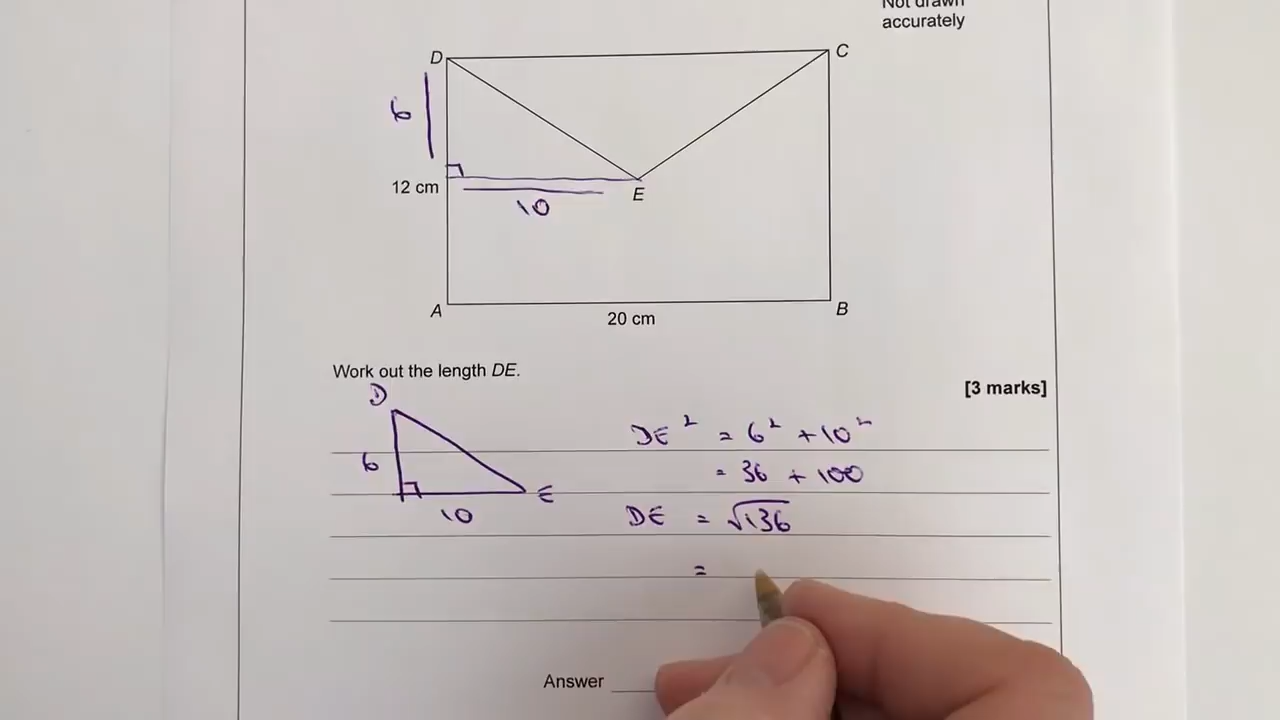 Not drawn
accurately
D
C
6
12 cm
E
10
A
B
20 cm
Work out the length DE.
[3 marks]
D
DE² = 6² + 10²
6
= 36 + 100
E
10
DE = √136
=
Answer